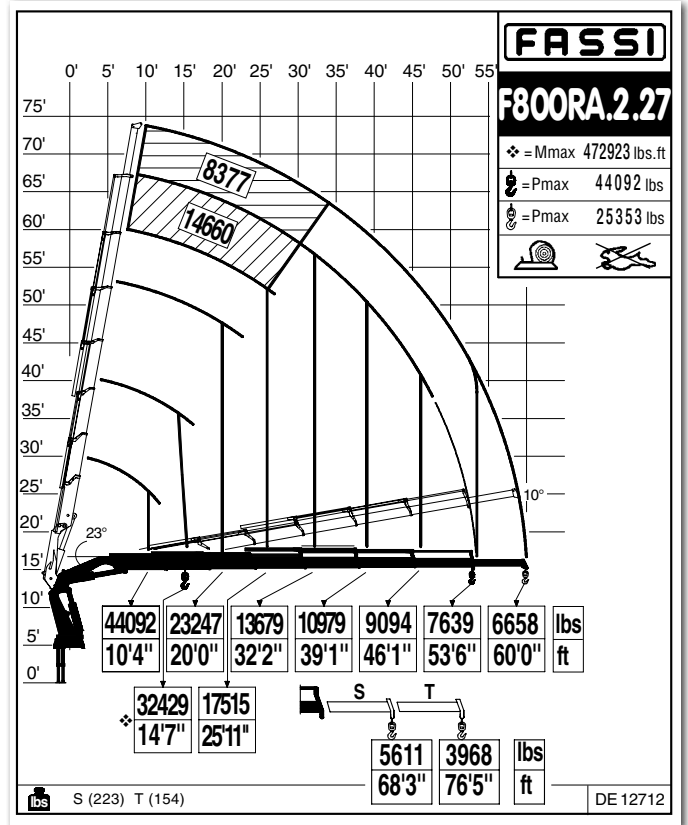 FASSI
F800RA.2.27
❖ = Mmax 472923 lbs.ft
= Pmax 44092 lbs
= Pmax 25353 lbs
0' 5' 10' 15' 20' 25' 30' 35' 40' 45' 50' 55'
75'
70'
65'
60'
55'
50'
45'
40'
35'
30'
25'
20'
15'
10'
5'
0'
8377
14660
10°
23°
44092 23247 13679 10979 9094 7639 6658 lbs
10'4" 20'0" 32'2" 39'1" 46'1" 53'6" 60'0" ft
❖ 32429 17515
14'7" 25'11"
S T
5611 3968 lbs
68'3" 76'5" ft
lbs S (223) T (154)
DE 12712